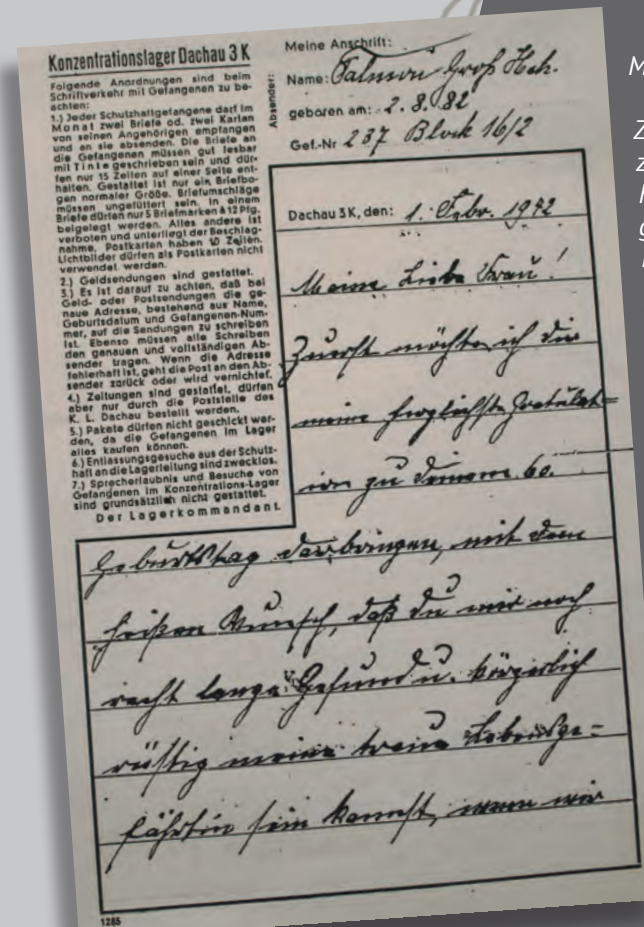 Konzentrationslager Dachau 3 K
Folgende Anordnungen sind beim
Schriftverkehr mit Gefangenen zu be-
achten:
1.) Jeder Schutzhaftgefangene darf im
Monat zwei Briefe od. zwei Karten
von seinen Angehörigen empfangen
und an sie absenden. Die Briefe an
die Gefangenen müssen gut lesbar
mit Tinte geschrieben sein und dür-
fen nur 15 Zeilen auf einer Seite ent-
halten. Gestattet ist nur ein Briefbo-
gen normaler Größe. Briefumschläge
müssen ungefüttert sein. In einem
Briefe dürfen nur 5 Briefmarken à 12 Pfg.
beigelegt werden. Alles andere ist
verboten und unterliegt der Beschlag-
nahme. Postkarten haben 10 Zeilen.
Lichtbilder dürfen als Postkarten nicht
verwendet werden.
2.) Geldsendungen sind gestattet.
3.) Es ist darauf zu achten, daß bei
Geld- oder Postsendungen die ge-
naue Adresse, bestehend aus Name,
Geburtsdatum und Gefangenen-Num-
mer, auf die Sendungen zu schreiben
ist. Ebenso müssen alle Schreiben
den genauen und vollständigen Ab-
sender tragen. Wenn die Adresse
fehlerhaft ist, geht die Post an den Ab-
sender zurück oder wird vernichtet.
4.) Zeitungen sind gestattet, dürfen
aber nur durch die Poststelle des
K. L. Dachau bestellt werden.
5.) Pakete dürfen nicht geschickt wer-
den, da die Gefangenen im Lager
alles kaufen können.
6.) Entlassungsgesuche aus der Schutz-
haft an die Lagerleitung sind zwecklos.
7.) Sprecherlaubnis und Besuche von
Gefangenen im Konzentrations-Lager
sind grundsätzlich nicht gestattet.
Der Lagerkommandant.
Absender:
Meine Anschrift:
Name: Groß
geboren am: 2. 8. 82
Gef.-Nr 237 Block 16/2
Dachau 3 K, den: 1. Febr. 1942
Meine Liebe Frau!
Zuerst möchte ich dir
meine herzlichste Gratulat=
ion zu deinem 60.
Geburtstag darbringen, mit dem
heißen Wunsch, daß du mir noch
recht lange Gesund u. körperlich
rüstig meine treue Lebensge=
fährtin sein kannst, wenn wir
1285